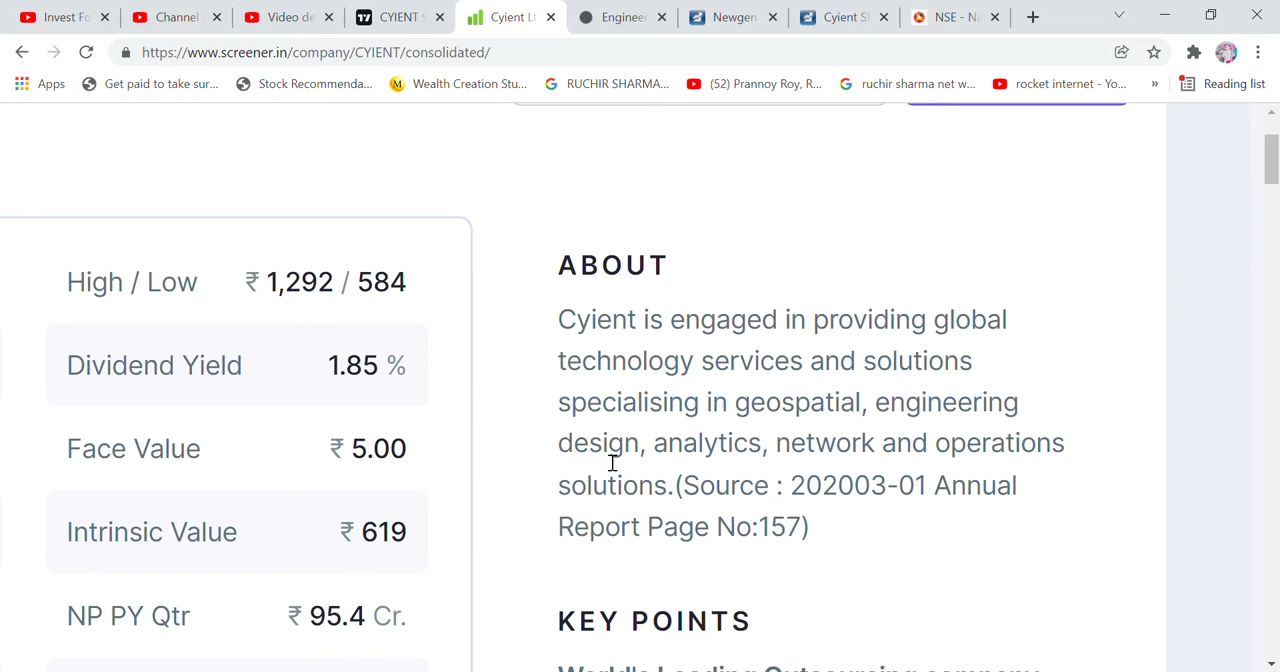 Invest Fo
Channel
Video de
CYIENT S
Cyient Lt
Engineer
Newgen
Cyient S
NSE - Na
https://www.screener.in/company/CYIENT/consolidated/
Apps
Get paid to take sur...
Stock Recommenda...
Wealth Creation Stu...
RUCHIR SHARMA...
(52) Prannoy Roy, R...
ruchir sharma net w...
rocket internet - Yo...
»
Reading list
High / Low ₹ 1,292 / 584
Dividend Yield 1.85 %
Face Value ₹ 5.00
Intrinsic Value ₹ 619
NP PY Qtr ₹ 95.4 Cr.
ABOUT
Cyient is engaged in providing global
technology services and solutions
specialising in geospatial, engineering
design, analytics, network and operations
solutions.(Source : 202003-01 Annual
Report Page No:157)
KEY POINTS
World's Leading Outsourcing company